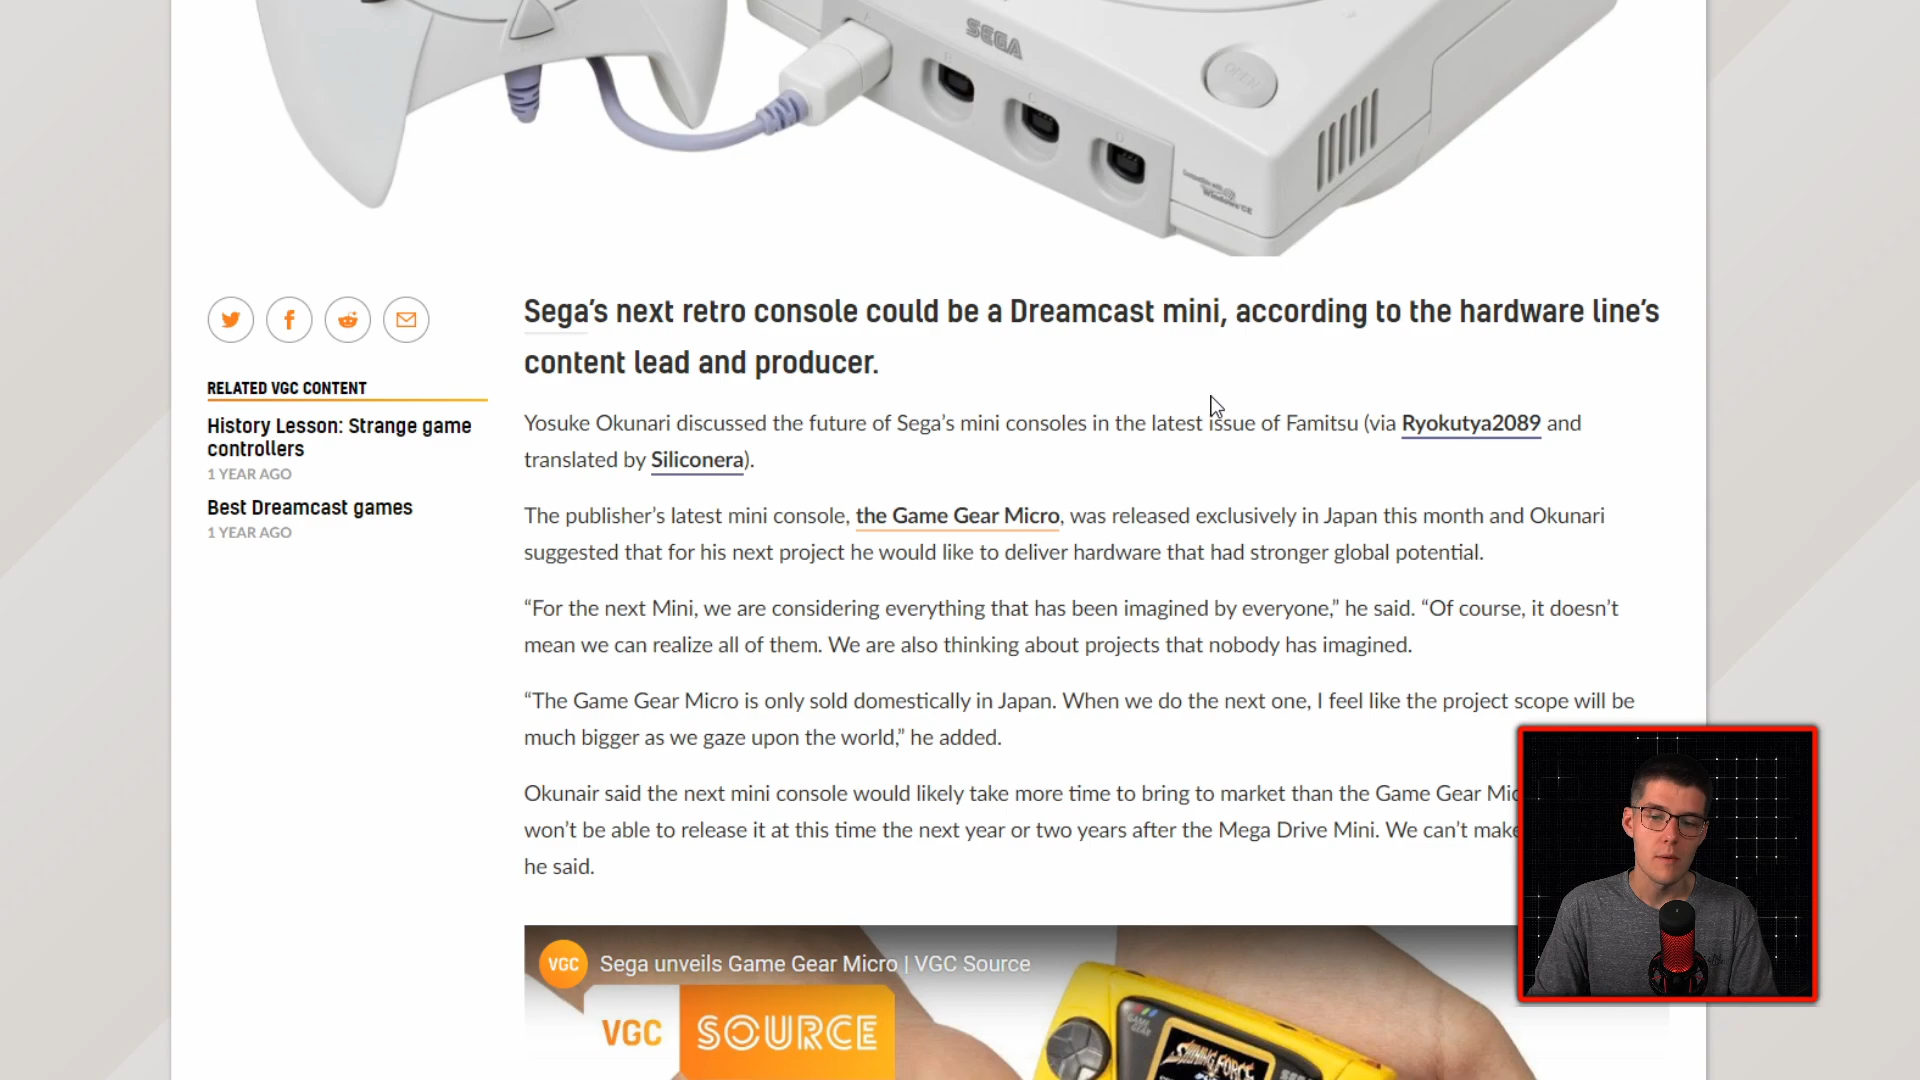 SEGA
OPEN
Windows CE
Sega's next retro console could be a Dreamcast mini, according to the hardware line's
content lead and producer.
RELATED VGC CONTENT
History Lesson: Strange game
controllers
1 YEAR AGO
Best Dreamcast games
1 YEAR AGO
Yosuke Okunari discussed the future of Sega's mini consoles in the latest issue of Famitsu (via Ryokutya2089 and
translated by Siliconera).
The publisher's latest mini console, the Game Gear Micro, was released exclusively in Japan this month and Okunari
suggested that for his next project he would like to deliver hardware that had stronger global potential.
“For the next Mini, we are considering everything that has been imagined by everyone,” he said. “Of course, it doesn't
mean we can realize all of them. We are also thinking about projects that nobody has imagined.
“The Game Gear Micro is only sold domestically in Japan. When we do the next one, I feel like the project scope will be
much bigger as we gaze upon the world,” he added.
Okunair said the next mini console would likely take more time to bring to market than the Game Gear Mic
won't be able to release it at this time the next year or two years after the Mega Drive Mini. We can't make
he said.
VGC Sega unveils Game Gear Micro | VGC Source
VGC SOURCE
GAME GEAR
SHINING FORCE